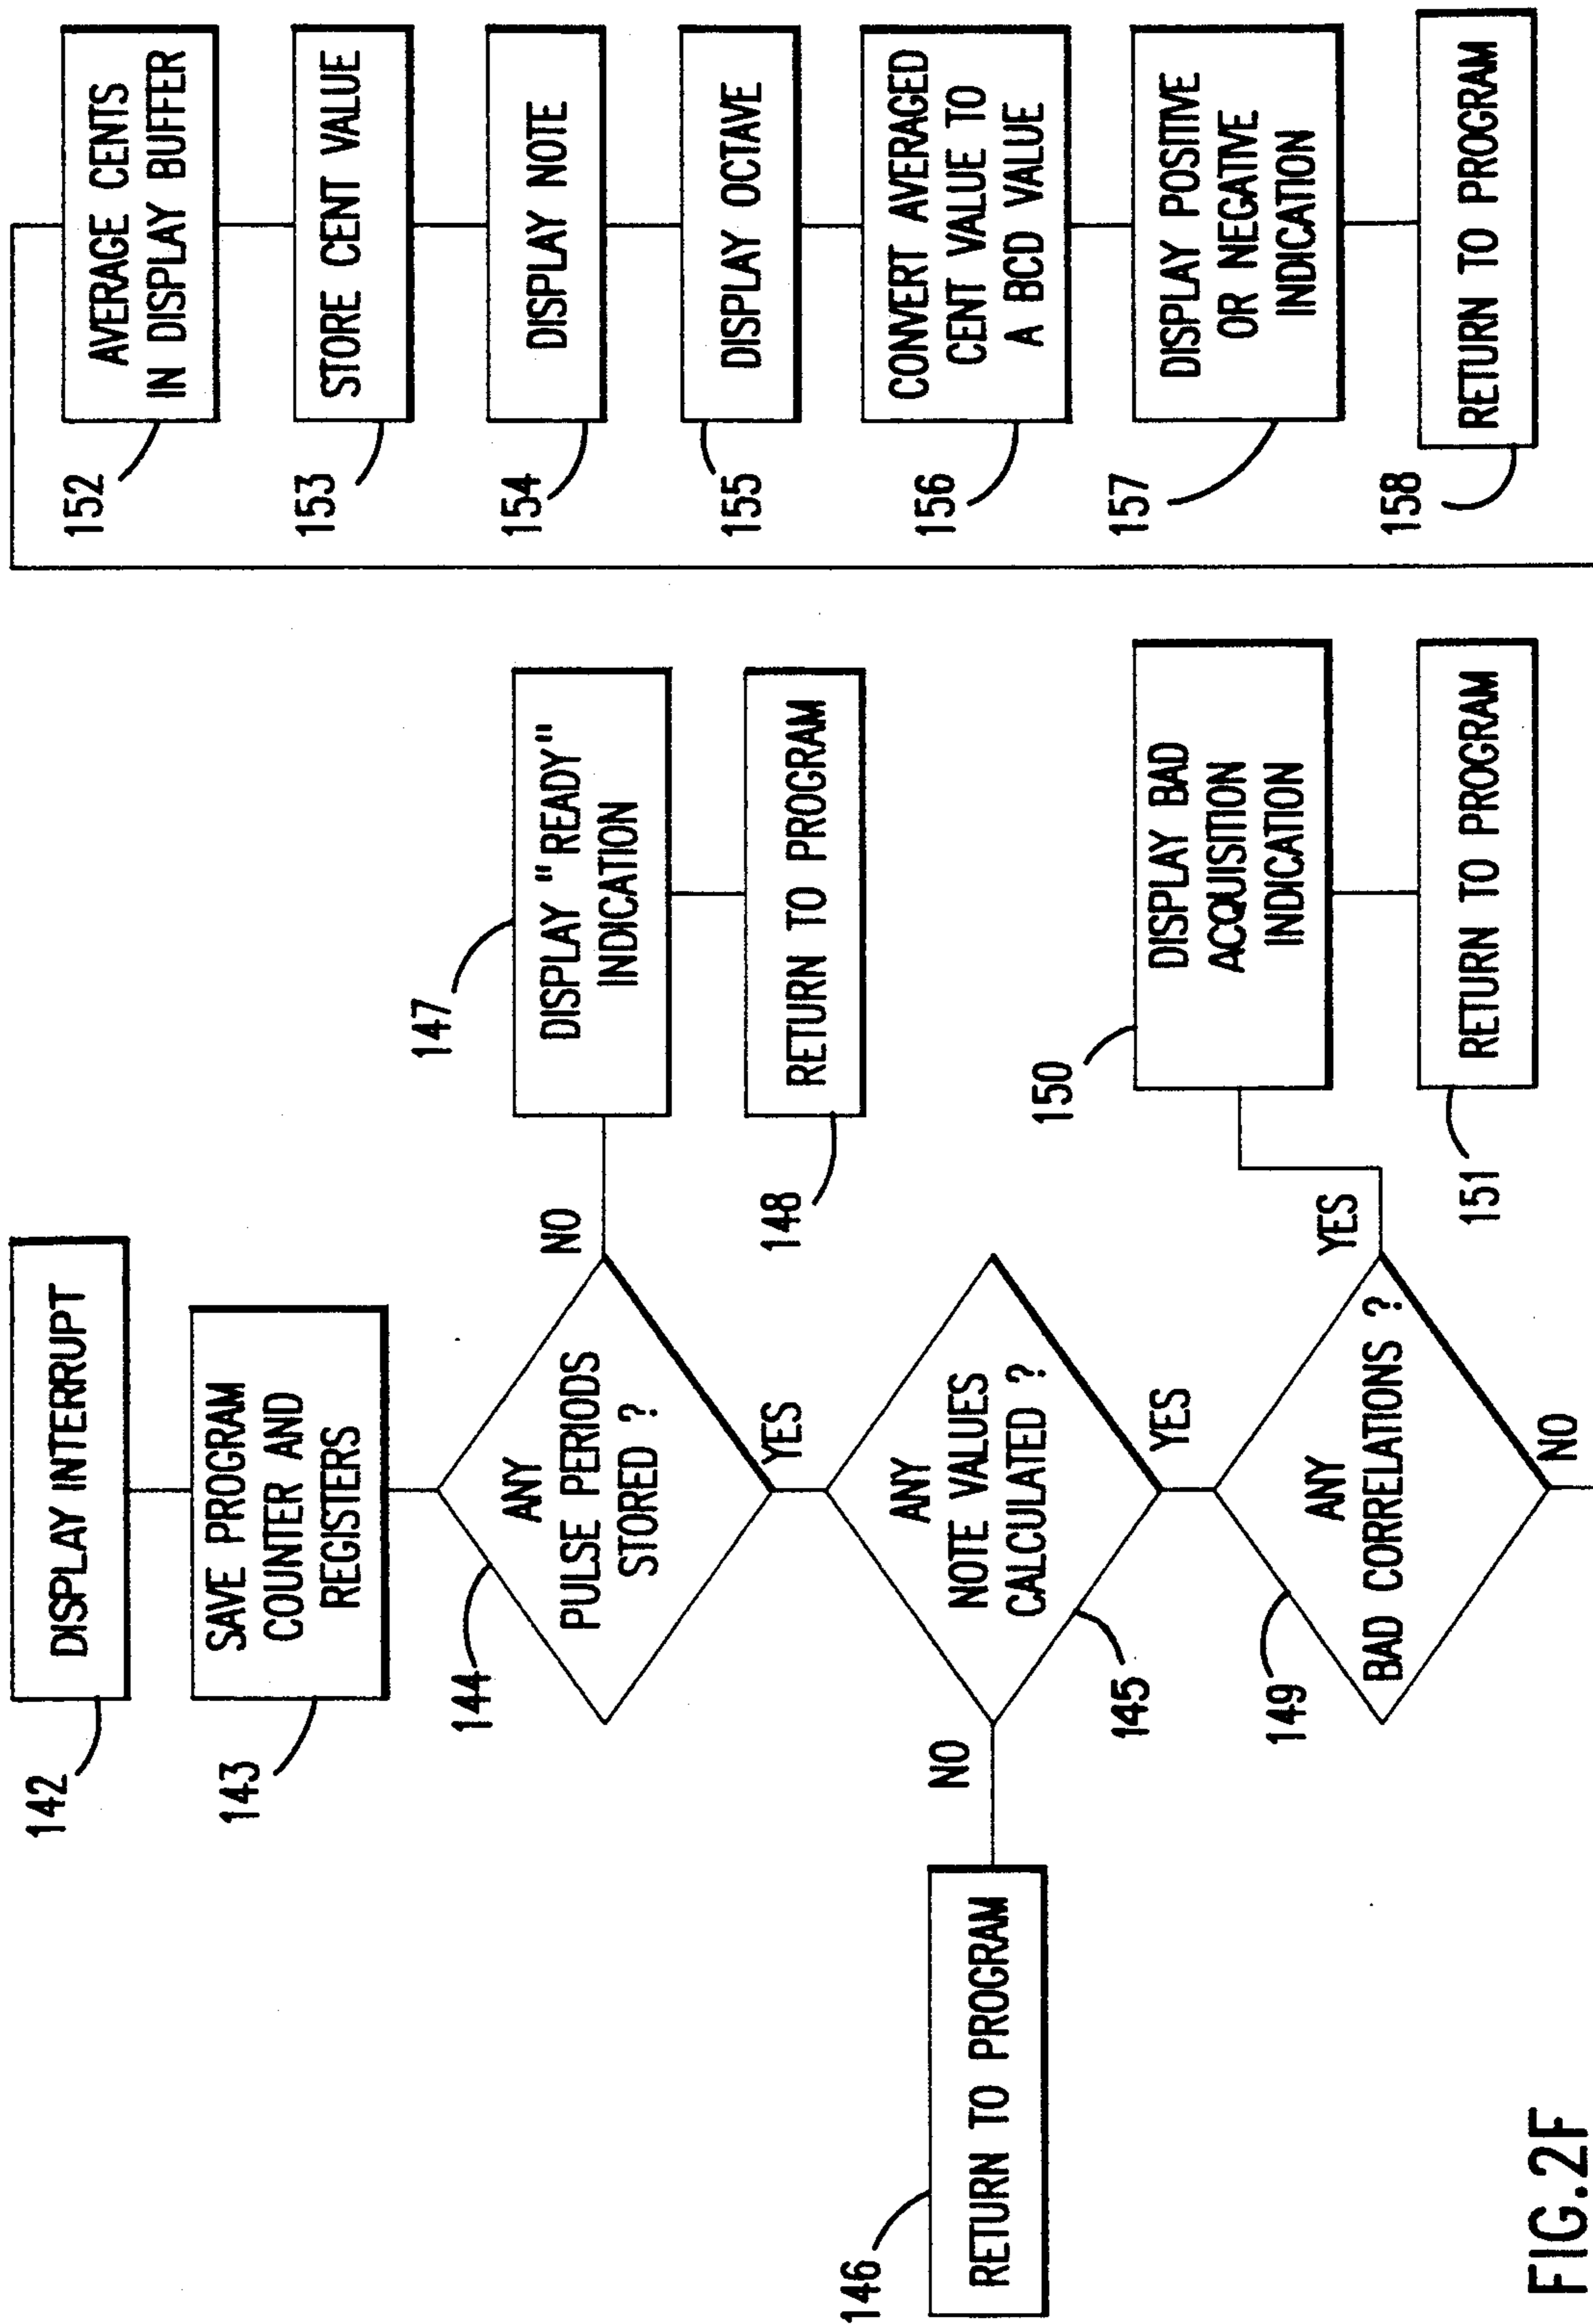 142
DISPLAY INTERRUPT
143
SAVE PROGRAM
COUNTER AND
REGISTERS
144
ANY
PULSE PERIODS
STORED ?
NO
YES
147
DISPLAY "READY"
INDICATION
148
RETURN TO PROGRAM
145
ANY
NOTE VALUES
CALCULATED ?
NO
YES
146
RETURN TO PROGRAM
149
ANY
BAD CORRELATIONS ?
YES
NO
150
DISPLAY BAD
ACQUISITION
INDICATION
151
RETURN TO PROGRAM
152
AVERAGE CENTS
IN DISPLAY BUFFER
153
STORE CENT VALUE
154
DISPLAY NOTE
155
DISPLAY OCTAVE
156
CONVERT AVERAGED
CENT VALUE TO
A BCD VALUE
157
DISPLAY POSITIVE
OR NEGATIVE
INDICATION
158
RETURN TO PROGRAM
FIG.2F